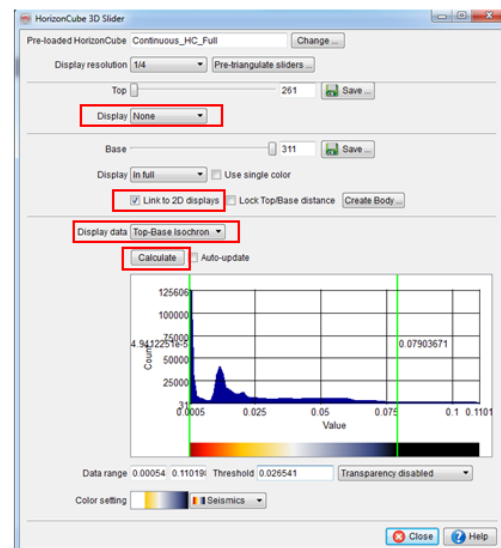 HorizonCube 3D Slider
Pre-loaded HorizonCube Continuous_HC_Full Change ...
Display resolution 1/4 Pre-triangulate sliders ...
Top 261 Save ...
Display None
Base 311 Save ...
Display In full Use single color
Link to 2D displays Lock Top/Base distance Create Body ...
Display data Top-Base Isochron
Calculate Auto-update
125606
100000
75000
4.9412251e-5 0.07903671
Count
50000
25000
31
0.0005 0.025 0.05 0.075 0.1 0.1101
Value
Data range 0.00054 0.110198 Threshold 0.026541 Transparency disabled
Color setting Seismics
Close Help